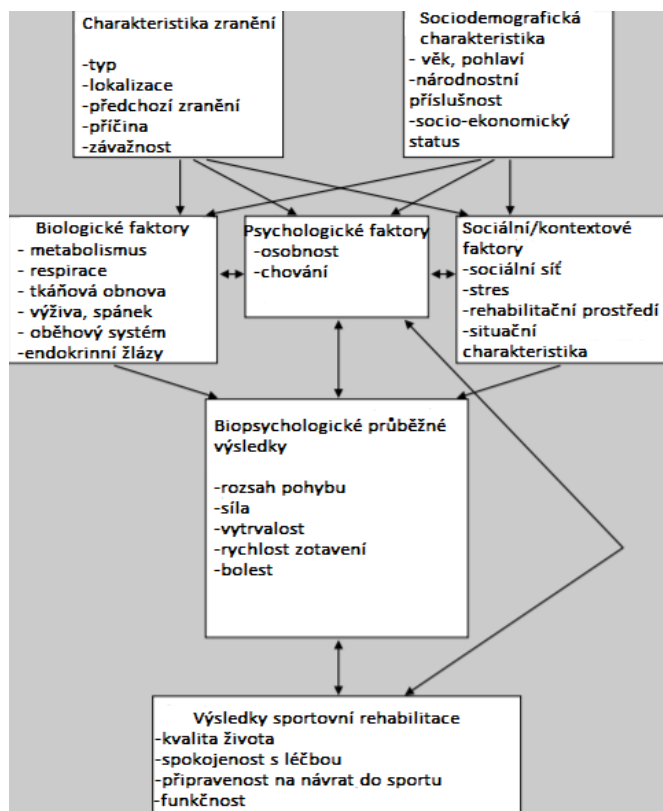 Charakteristika zranění
-typ
-lokalizace
-předchozí zranění
-příčina
-závažnost
Sociodemografická
charakteristika
- věk, pohlaví
-národnostní
příslušnost
-socio-ekonomický
status
Biologické faktory
- metabolismus
- respirace
- tkáňová obnova
- výživa, spánek
- oběhový systém
-endokrinní žlázy
Psychologické faktory
-osobnost
-chování
Sociální/kontextové
faktory
-sociální síť
-stres
-rehabilitační prostředí
-situační
charakteristika
Biopsychologické průběžné
výsledky
-rozsah pohybu
-síla
-vytrvalost
-rychlost zotavení
-bolest
Výsledky sportovní rehabilitace
-kvalita života
-spokojenost s léčbou
-připravenost na návrat do sportu
-funkčnost